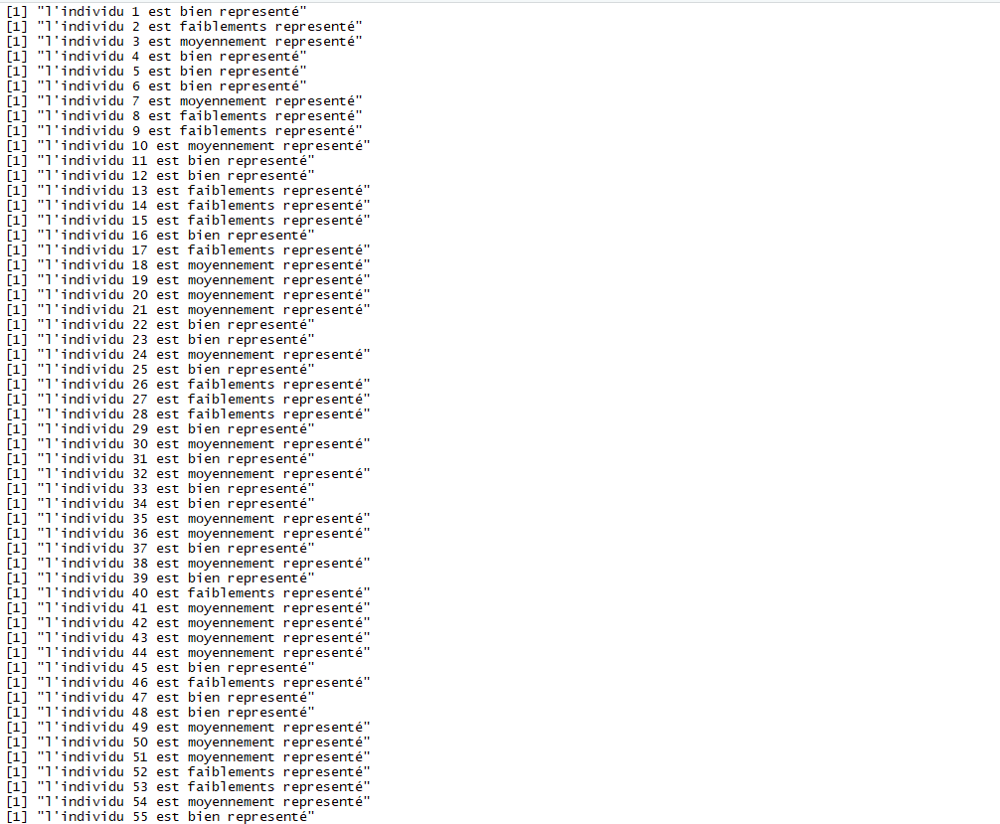 [1] "l'individu 1 est bien representé"
[1] "l'individu 2 est faiblements representé"
[1] "l'individu 3 est moyennement representé"
[1] "l'individu 4 est bien representé"
[1] "l'individu 5 est bien representé"
[1] "l'individu 6 est bien representé"
[1] "l'individu 7 est moyennement representé"
[1] "l'individu 8 est faiblements representé"
[1] "l'individu 9 est faiblements representé"
[1] "l'individu 10 est moyennement representé"
[1] "l'individu 11 est bien representé"
[1] "l'individu 12 est bien representé"
[1] "l'individu 13 est faiblements representé"
[1] "l'individu 14 est faiblements representé"
[1] "l'individu 15 est faiblements representé"
[1] "l'individu 16 est bien representé"
[1] "l'individu 17 est faiblements representé"
[1] "l'individu 18 est moyennement representé"
[1] "l'individu 19 est moyennement representé"
[1] "l'individu 20 est moyennement representé"
[1] "l'individu 21 est moyennement representé"
[1] "l'individu 22 est bien representé"
[1] "l'individu 23 est bien representé"
[1] "l'individu 24 est moyennement representé"
[1] "l'individu 25 est bien representé"
[1] "l'individu 26 est faiblements representé"
[1] "l'individu 27 est faiblements representé"
[1] "l'individu 28 est faiblements representé"
[1] "l'individu 29 est bien representé"
[1] "l'individu 30 est moyennement representé"
[1] "l'individu 31 est bien representé"
[1] "l'individu 32 est moyennement representé"
[1] "l'individu 33 est bien representé"
[1] "l'individu 34 est bien representé"
[1] "l'individu 35 est moyennement representé"
[1] "l'individu 36 est moyennement representé"
[1] "l'individu 37 est bien representé"
[1] "l'individu 38 est moyennement representé"
[1] "l'individu 39 est bien representé"
[1] "l'individu 40 est faiblements representé"
[1] "l'individu 41 est moyennement representé"
[1] "l'individu 42 est moyennement representé"
[1] "l'individu 43 est moyennement representé"
[1] "l'individu 44 est moyennement representé"
[1] "l'individu 45 est bien representé"
[1] "l'individu 46 est faiblements representé"
[1] "l'individu 47 est bien representé"
[1] "l'individu 48 est bien representé"
[1] "l'individu 49 est moyennement representé"
[1] "l'individu 50 est moyennement representé"
[1] "l'individu 51 est moyennement representé"
[1] "l'individu 52 est faiblements representé"
[1] "l'individu 53 est faiblements representé"
[1] "l'individu 54 est moyennement representé"
[1] "l'individu 55 est bien representé"